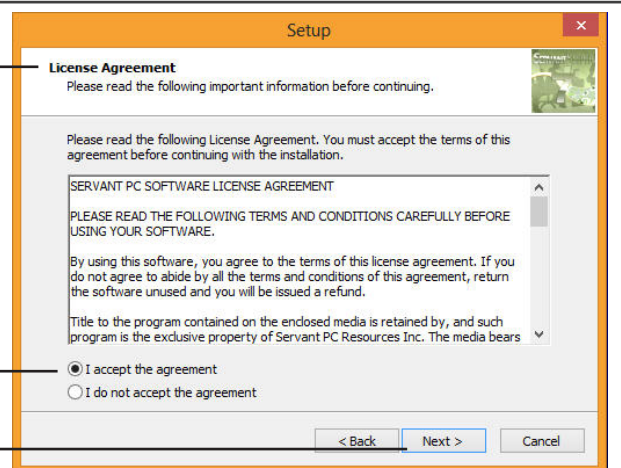 Setup
License Agreement
Please read the following important information before continuing.
Please read the following License Agreement. You must accept the terms of this
agreement before continuing with the installation.
SERVANT PC SOFTWARE LICENSE AGREEMENT
PLEASE READ THE FOLLOWING TERMS AND CONDITIONS CAREFULLY BEFORE
USING YOUR SOFTWARE.
By using this software, you agree to the terms of this license agreement. If you
do not agree to abide by all the terms and conditions of this agreement, return
the software unused and you will be issued a refund.
Title to the program contained on the enclosed media is retained by, and such
program is the exclusive property of Servant PC Resources Inc. The media bears
I accept the agreement
I do not accept the agreement
< Back Next > Cancel